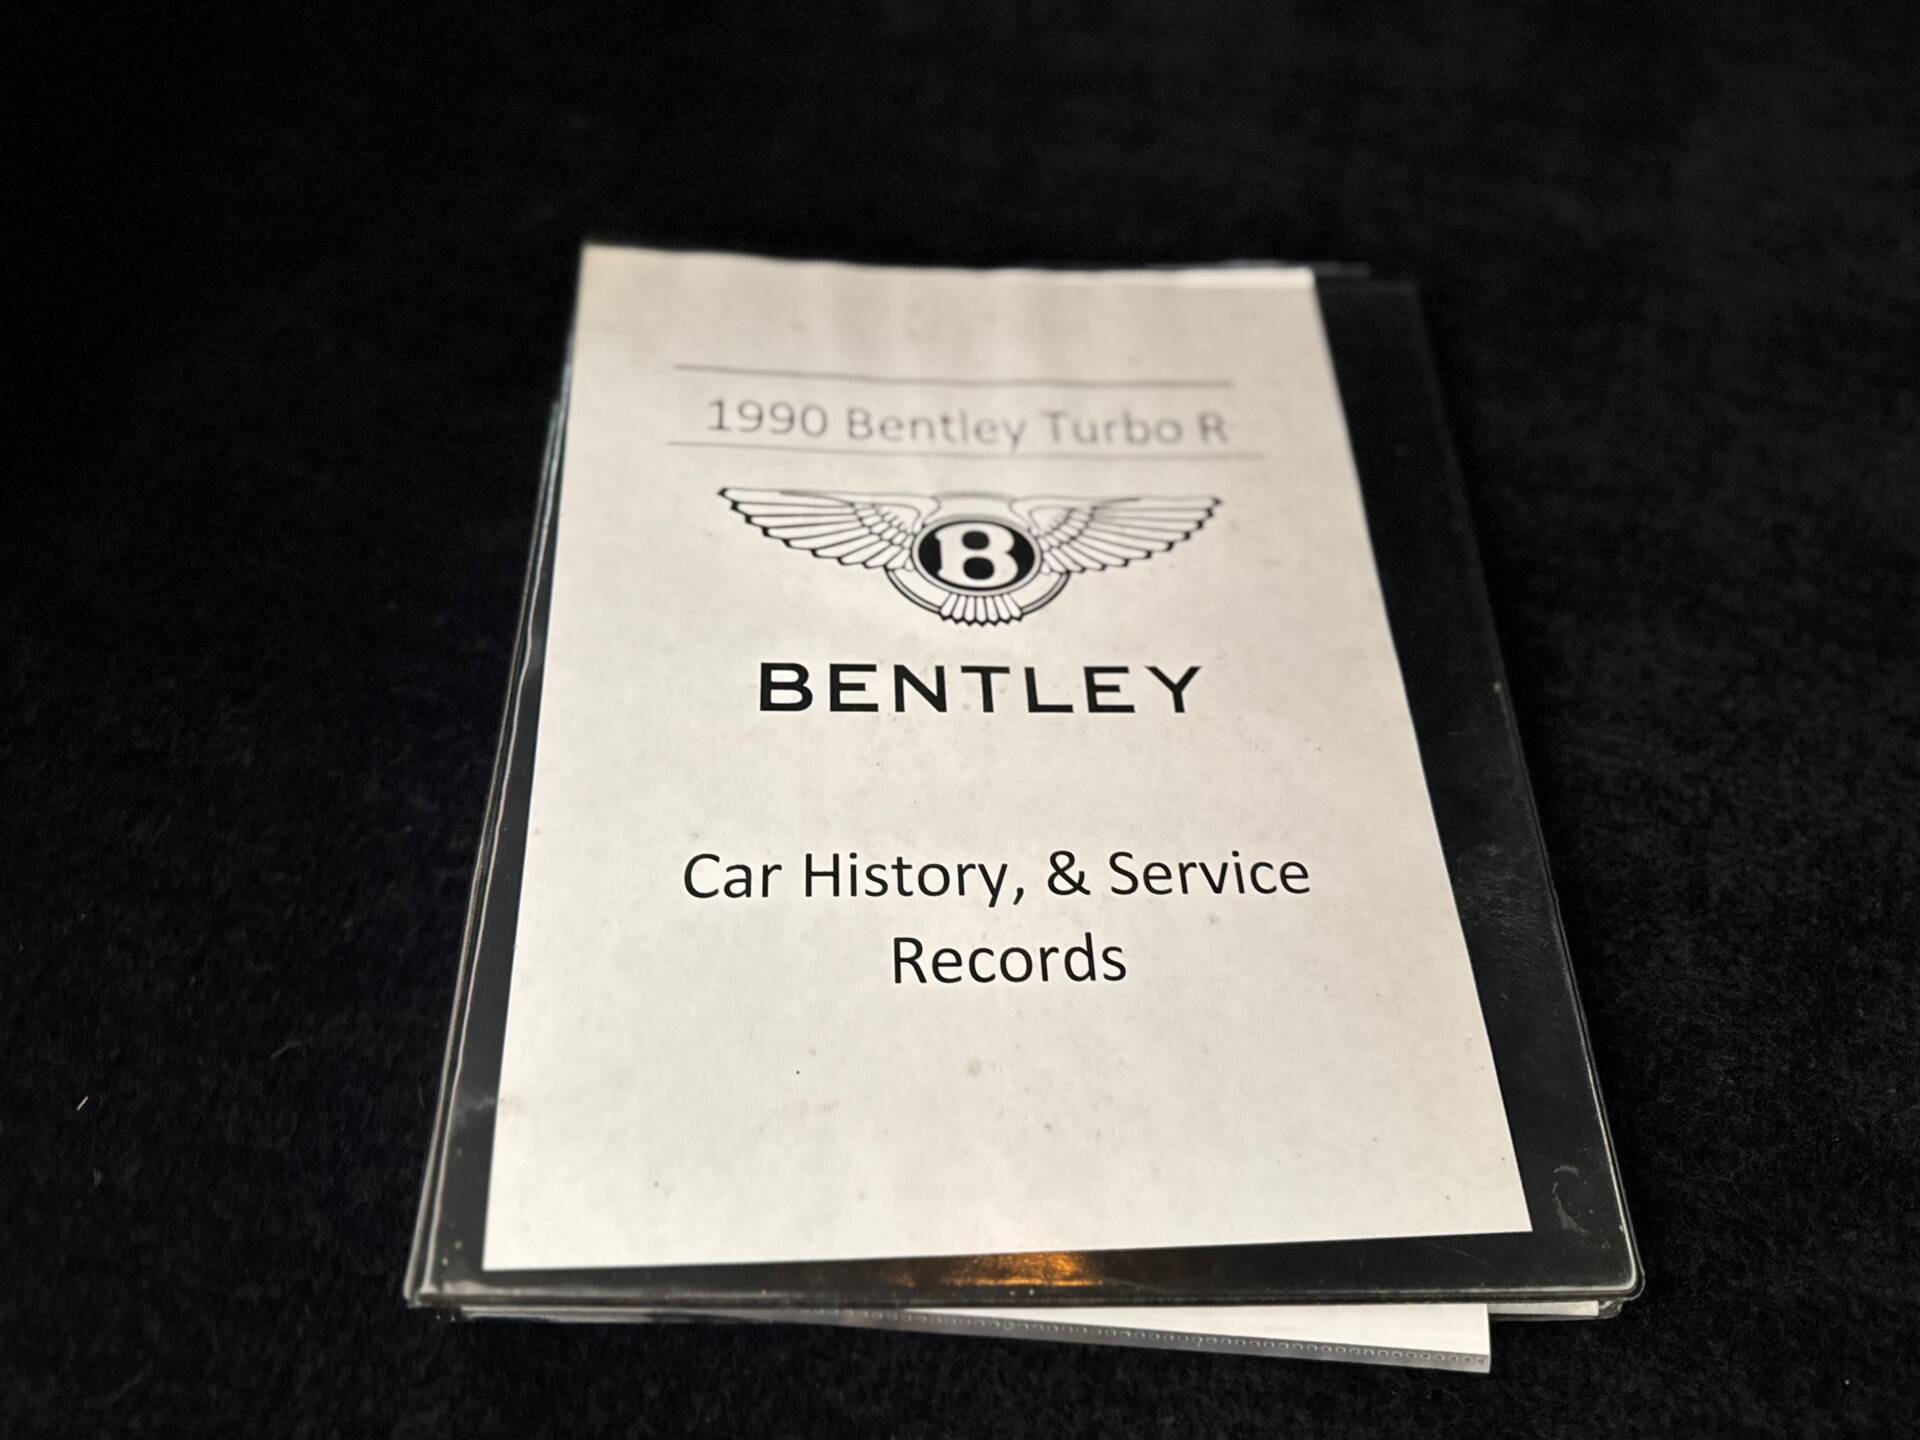 1990 Bentley Turbo R
B
BENTLEY
Car History, & Service
Records